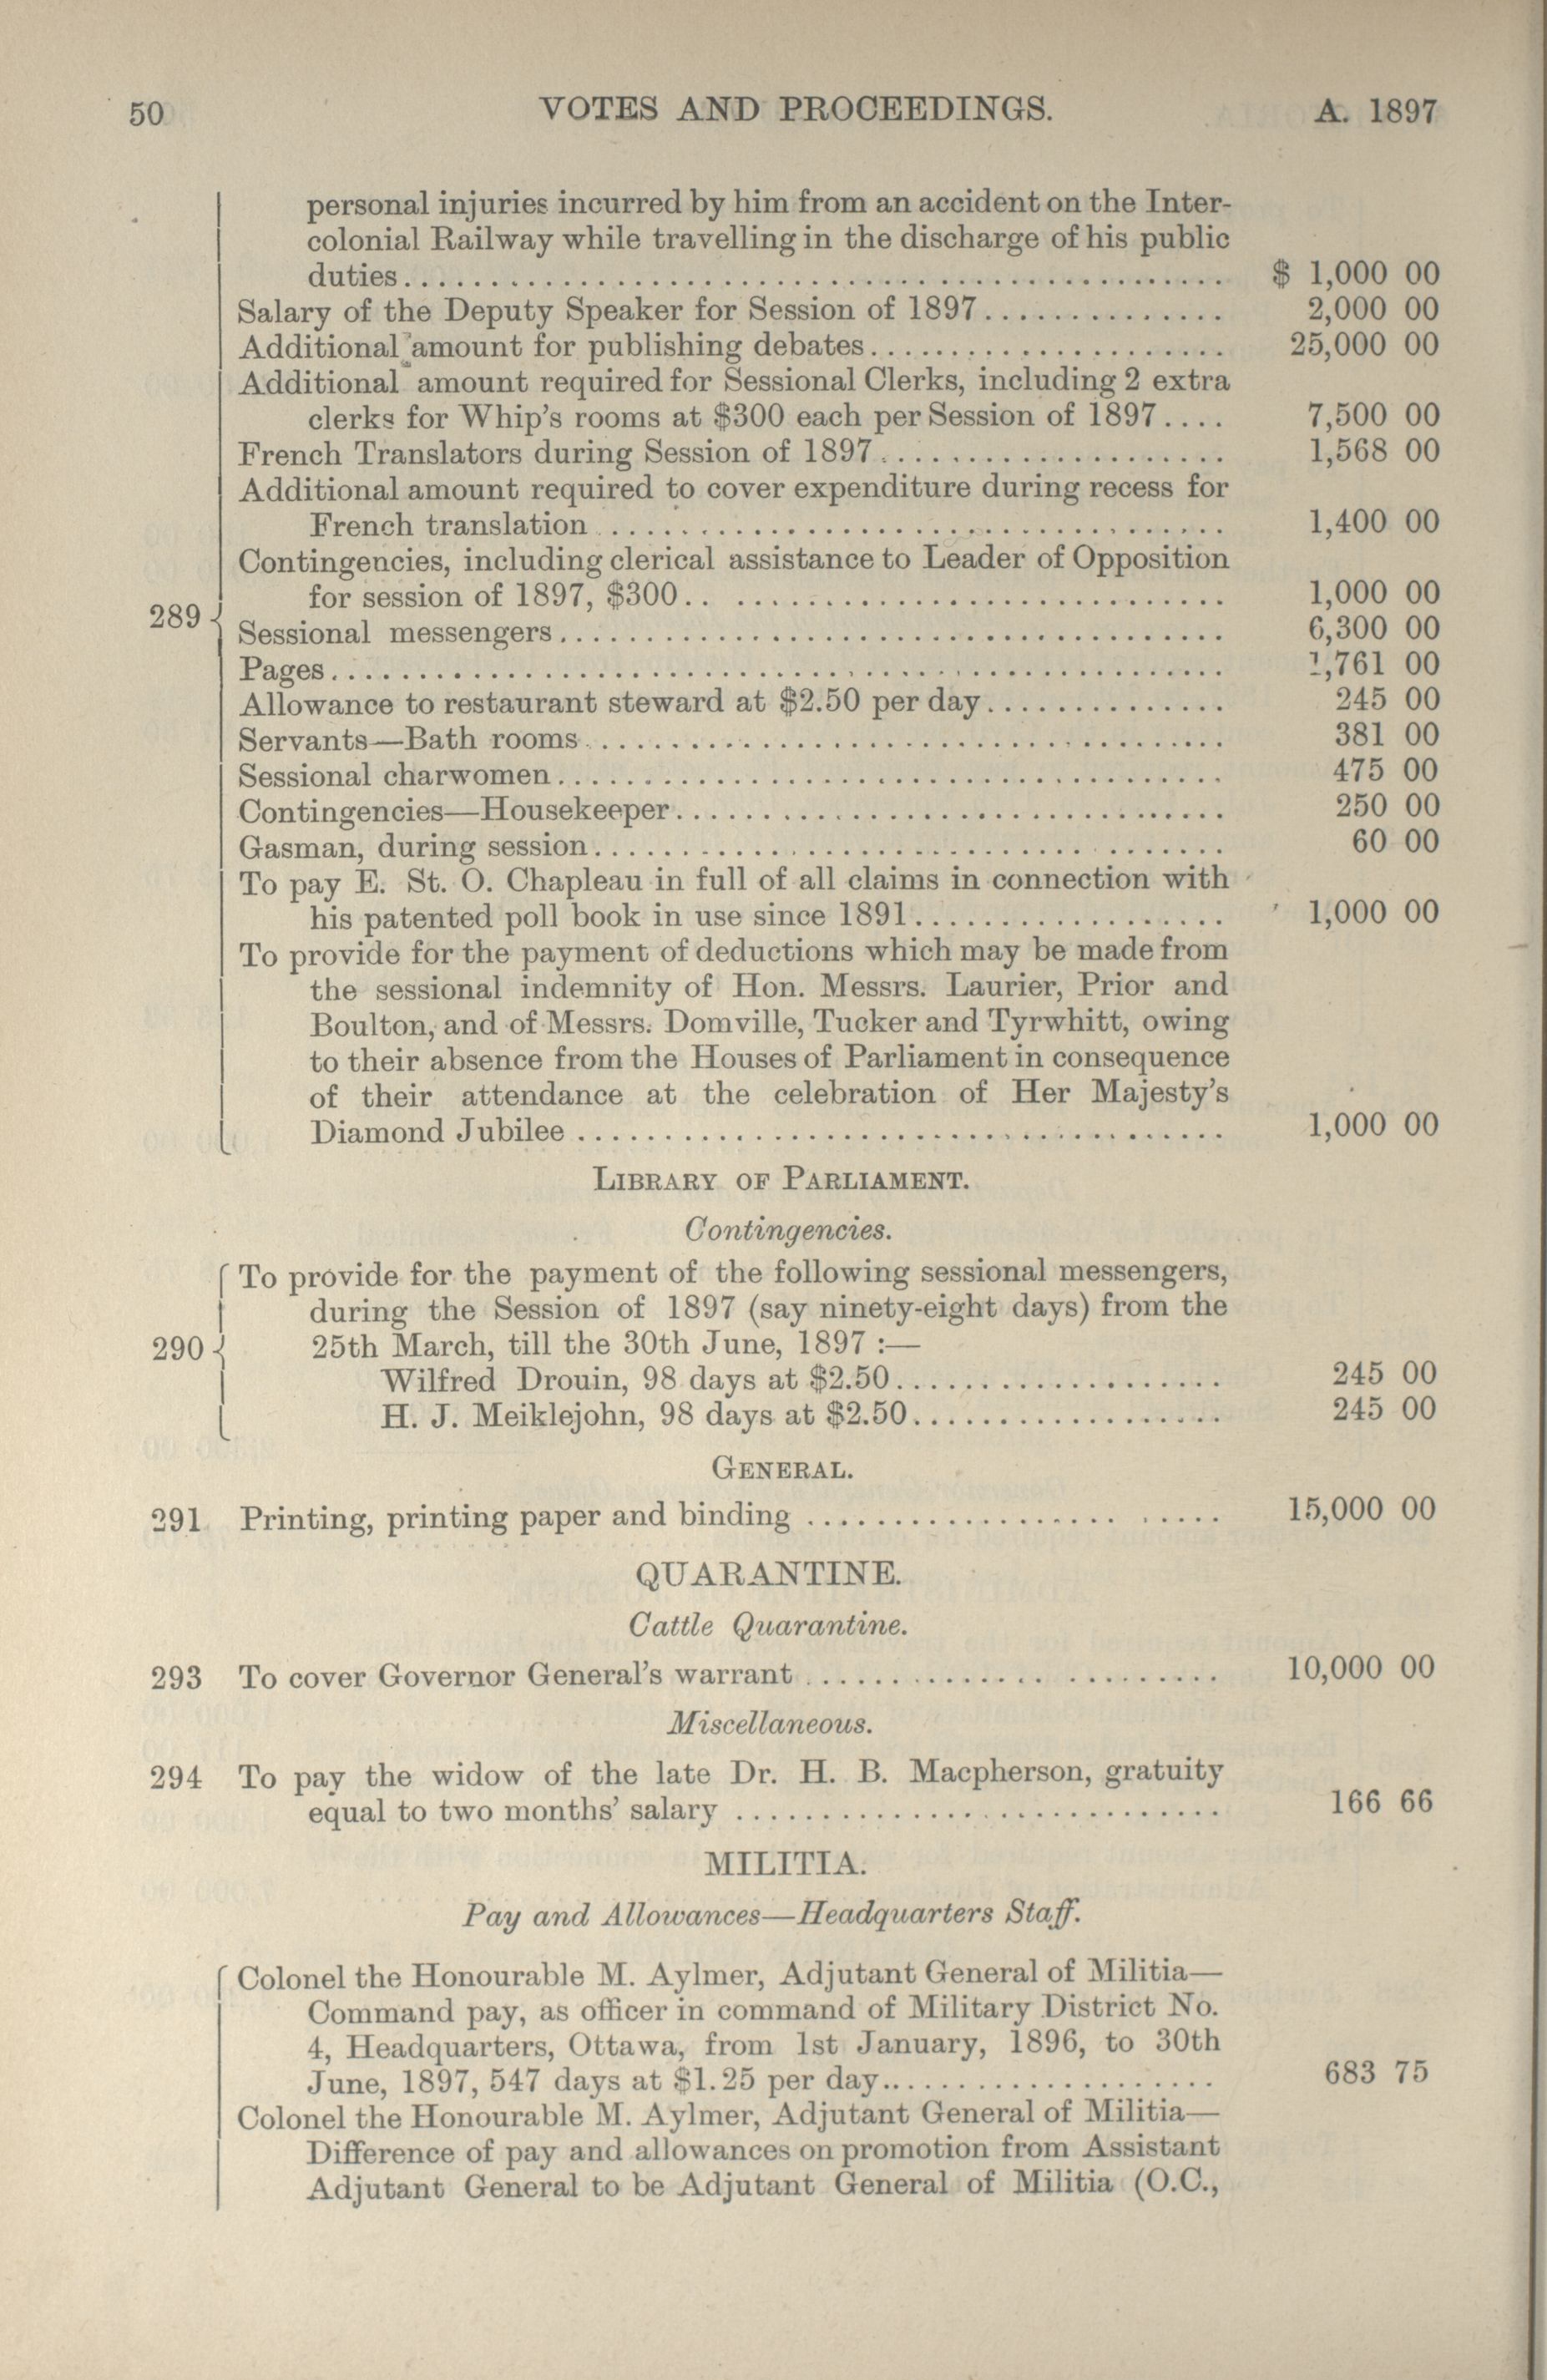 50 VOTES AND PROCEEDINGS. A. 1897
personal injuries incurred by him from an accident on the Inter-
colonial Railway while travelling in the discharge of his public
duties........ $ 1,000 00
Salary of the Deputy Speaker for Session of 1897........ 2,000 00
Additional amount for publishing debates........ 25,000 00
Additional amount required for Sessional Clerks, including 2 extra
clerks for Whip's rooms at $300 each per Session of 1897.... 7,500 00
French Translators during Session of 1897........ 1,568 00
Additional amount required to cover expenditure during recess for
French translation........ 1,400 00
Contingencies, including clerical assistance to Leader of Opposition
for session of 1897, $300........ 1,000 00
289 Sessional messengers........ 6,300 00
Pages........ 1,761 00
Allowance to restaurant steward at $2.50 per day........ 245 00
Servants—Bath rooms........ 381 00
Sessional charwomen........ 475 00
Contingencies—Housekeeper........ 250 00
Gasman, during session........ 60 00
To pay E. St. O. Chapleau in full of all claims in connection with
his patented poll book in use since 1891........ 1,000 00
To provide for the payment of deductions which may be made from
the sessional indemnity of Hon. Messrs. Laurier, Prior and
Boulton, and of Messrs. Domville, Tucker and Tyrwhitt, owing
to their absence from the Houses of Parliament in consequence
of their attendance at the celebration of Her Majesty's
Diamond Jubilee........ 1,000 00
LIBRARY OF PARLIAMENT.
Contingencies.
To provide for the payment of the following sessional messengers,
during the Session of 1897 (say ninety-eight days) from the
290 25th March, till the 30th June, 1897 :—
Wilfred Drouin, 98 days at $2.50........ 245 00
H. J. Meiklejohn, 98 days at $2.50........ 245 00
GENERAL.
291 Printing, printing paper and binding........ 15,000 00
QUARANTINE.
Cattle Quarantine.
293 To cover Governor General's warrant........ 10,000 00
Miscellaneous.
294 To pay the widow of the late Dr. H. B. Macpherson, gratuity
equal to two months' salary........ 166 66
MILITIA.
Pay and Allowances—Headquarters Staff.
Colonel the Honourable M. Aylmer, Adjutant General of Militia—
Command pay, as officer in command of Military District No.
4, Headquarters, Ottawa, from 1st January, 1896, to 30th
June, 1897, 547 days at $1.25 per day........ 683 75
Colonel the Honourable M. Aylmer, Adjutant General of Militia—
Difference of pay and allowances on promotion from Assistant
Adjutant General to be Adjutant General of Militia (O.C.,